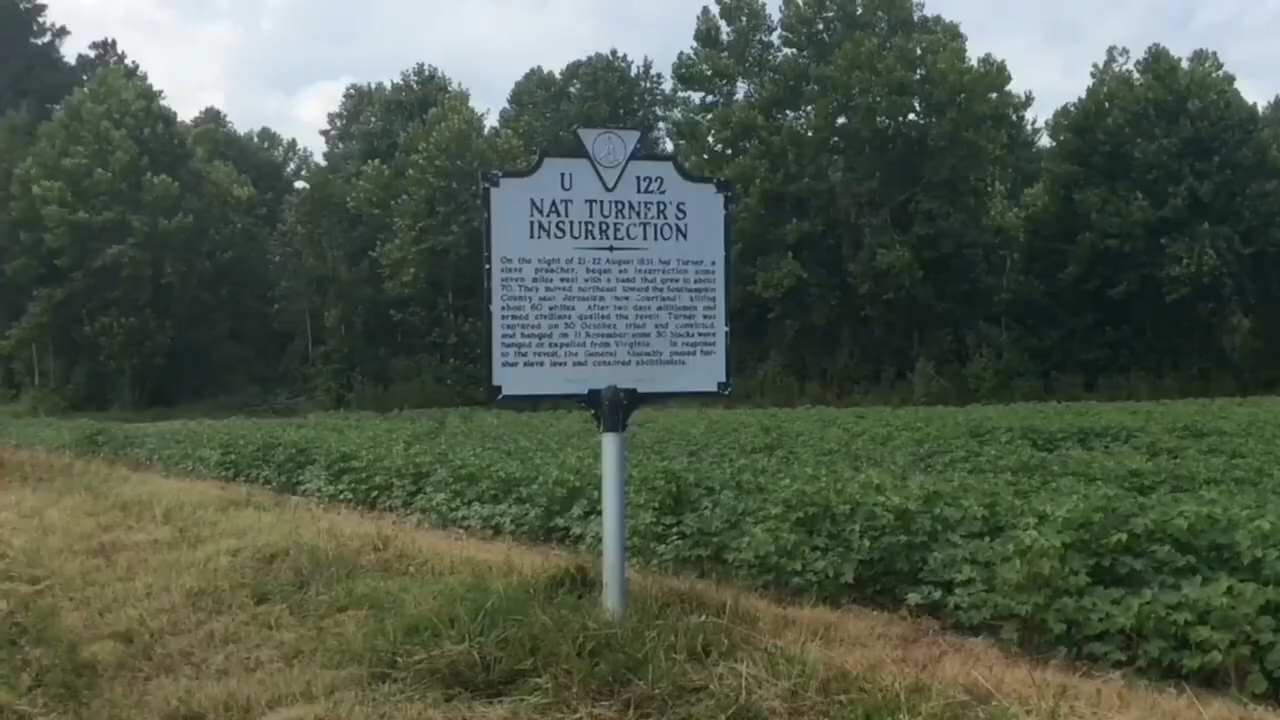 U 122
NAT TURNER'S
INSURRECTION
On the night of 21-22 August 1831, Nat Turner, a
slave preacher, began an insurrection some
seven miles west with a band that grew to about
70. They moved northeast toward the Southampton
County seat, Jerusalem (now Courtland), killing
about 60 whites. After two days militiamen and
armed civilians quelled the revolt. Turner was
captured on 30 October, tried and convicted,
and hanged on 11 November; some 30 blacks were
hanged or expelled from Virginia. In response
to the revolt, the General Assembly passed har-
sher slave laws and censored abolitionists.